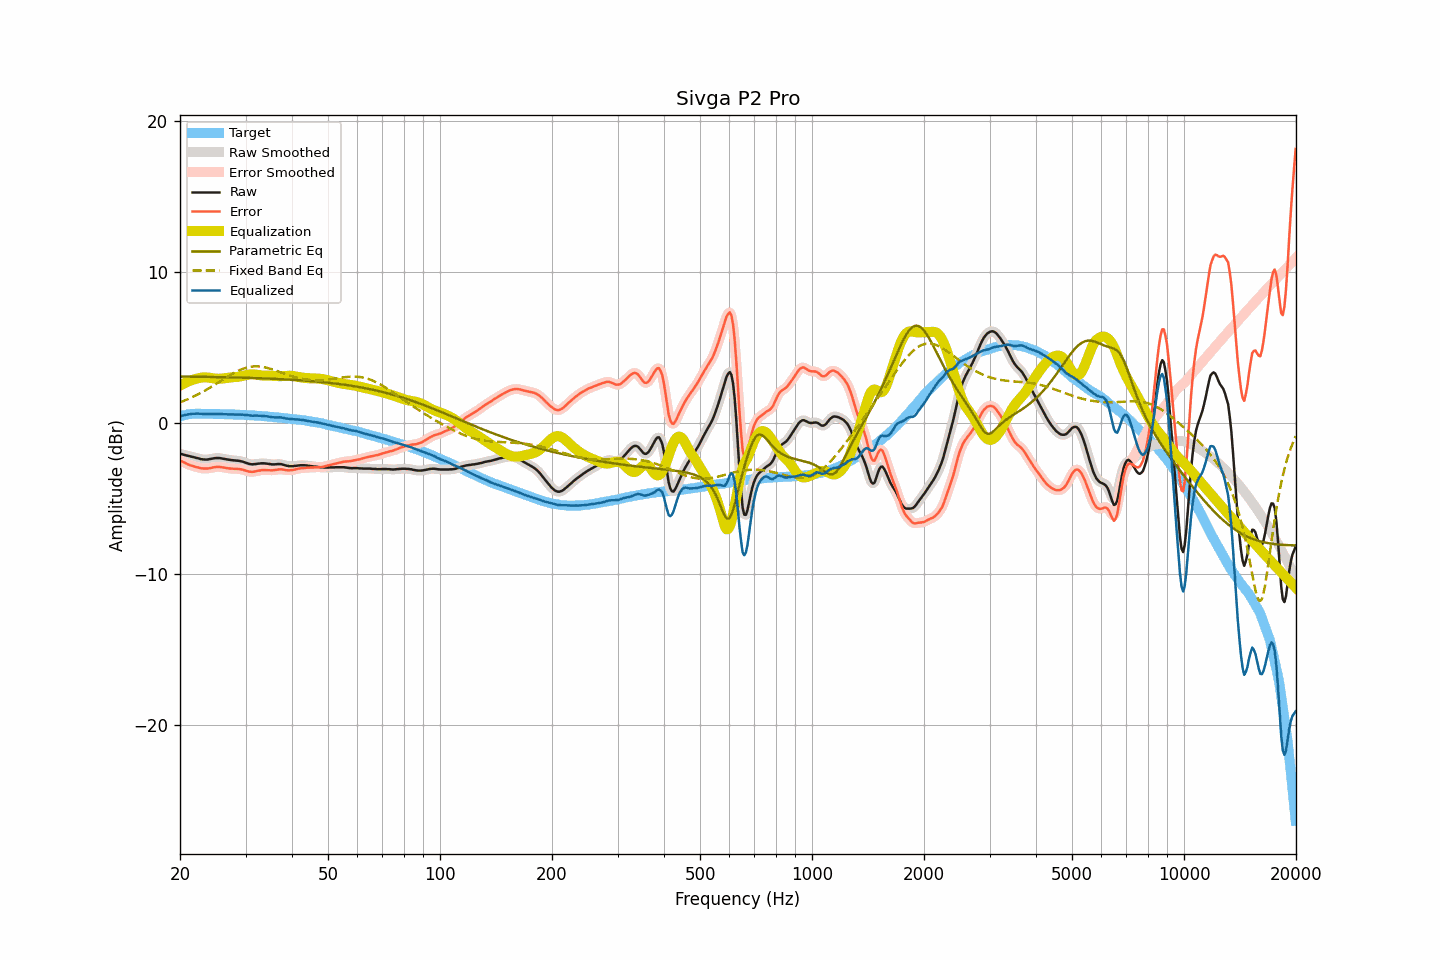 Sivga P2 Pro
Target
Raw Smoothed
Error Smoothed
Raw
Error
Equalization
Parametric Eq
Fixed Band Eq
Equalized
20
10
0
−10
−20
Amplitude (dBr)
20 50 100 200 500 1000 2000 5000 10000 20000
Frequency (Hz)